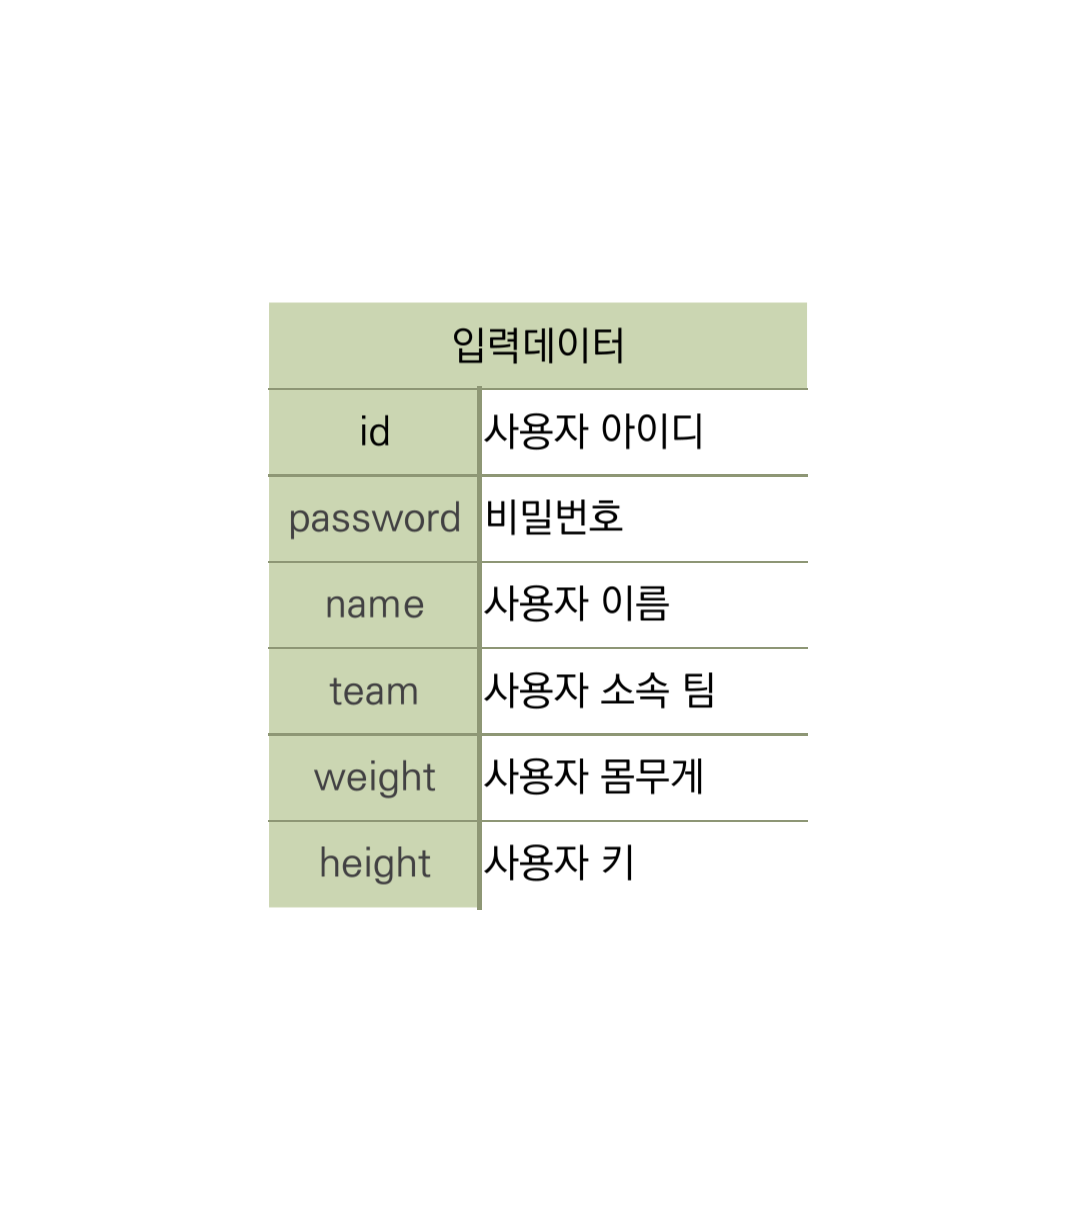 입력데이터
id 사용자 아이디
password 비밀번호
name 사용자 이름
team 사용자 소속 팀
weight 사용자 몸무게
height 사용자 키